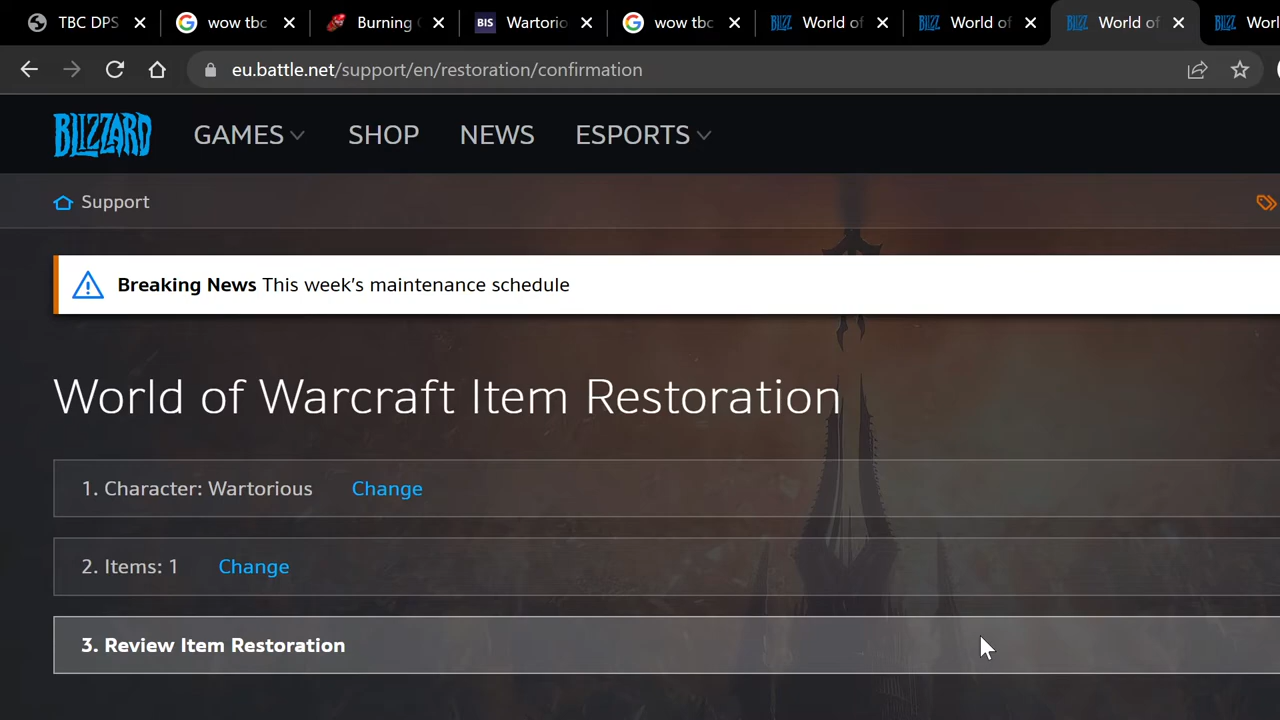 TBC DPS
wow tbc
Burning
BIS Wartorio
wow tbc
World of
World of
World of
Worl
eu.battle.net/support/en/restoration/confirmation
BLIZZARD GAMES SHOP NEWS ESPORTS
Support
Breaking News This week's maintenance schedule
World of Warcraft Item Restoration
1. Character: Wartorious Change
2. Items: 1 Change
3. Review Item Restoration